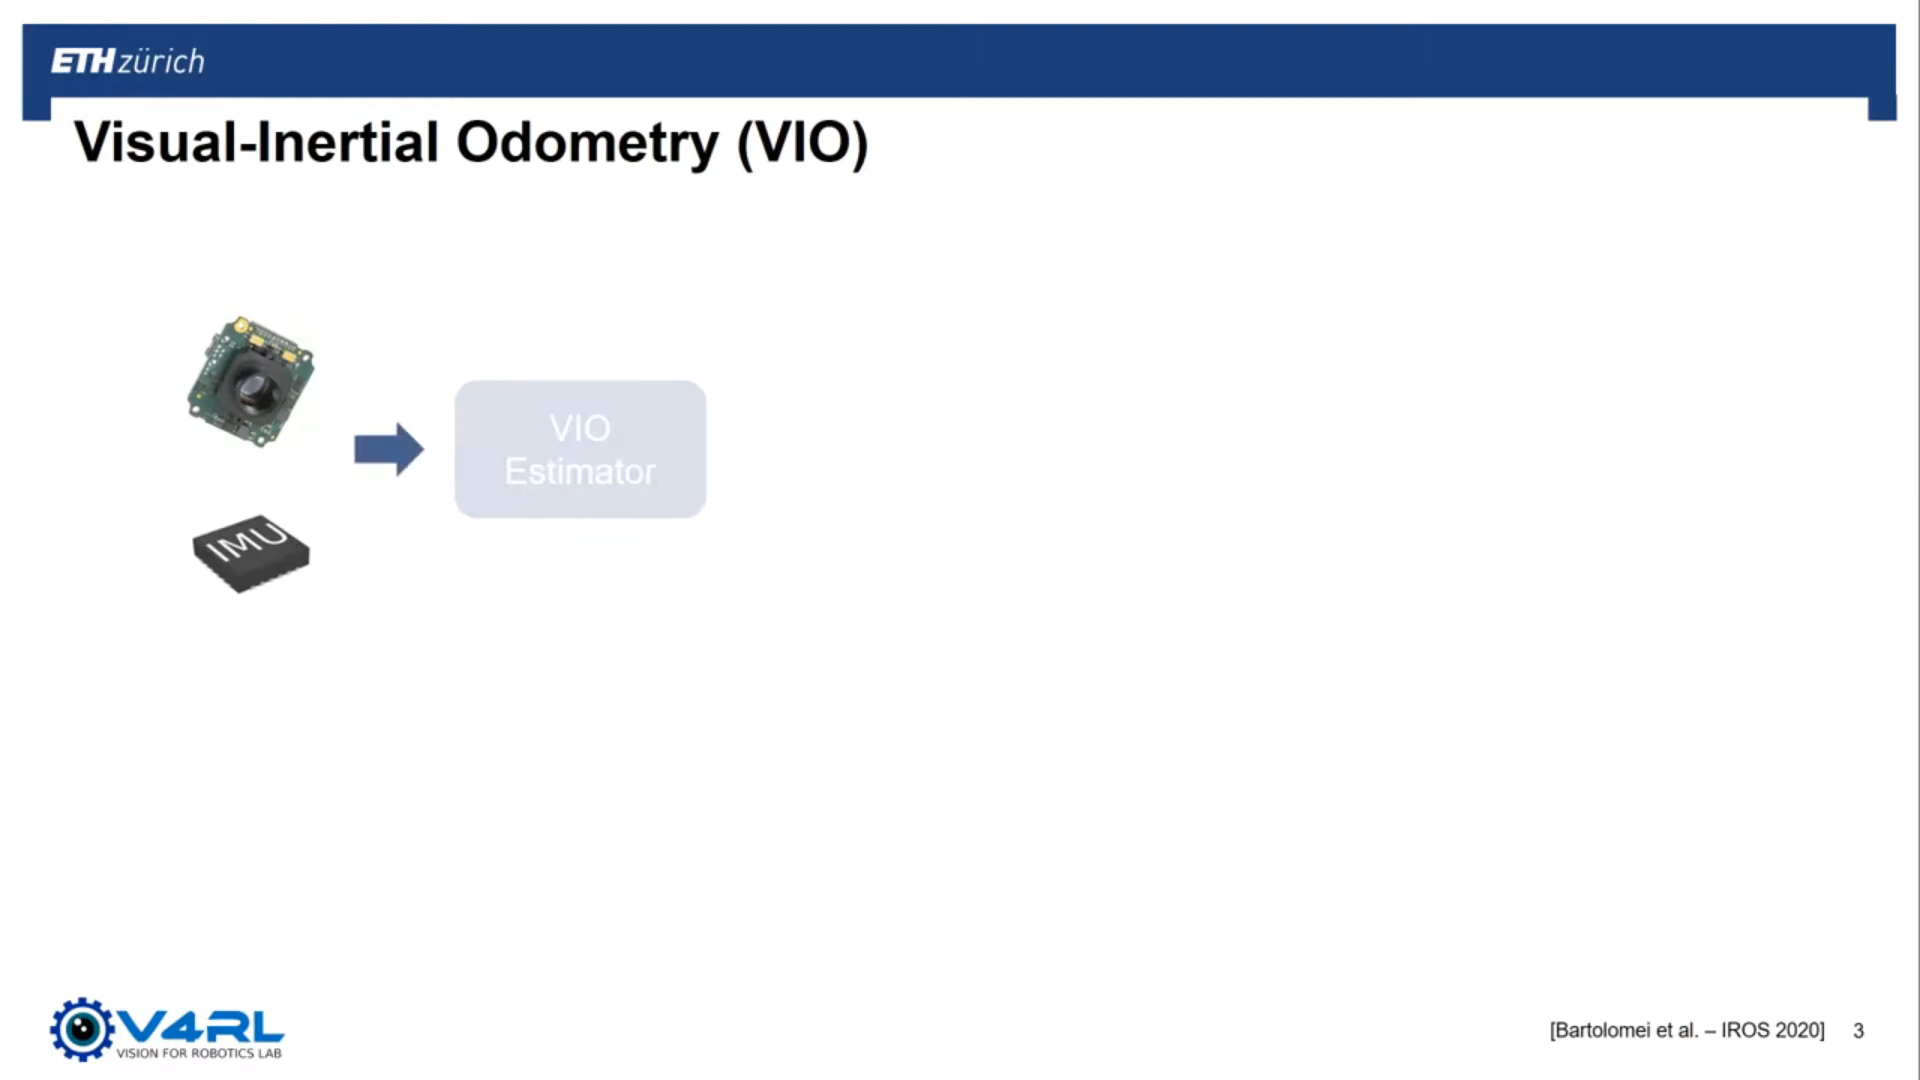 ETH zürich
Visual-Inertial Odometry (VIO)
VIO
Estimator
IMU
V4RL
VISION FOR ROBOTICS LAB
[Bartolomei et al. – IROS 2020] 3